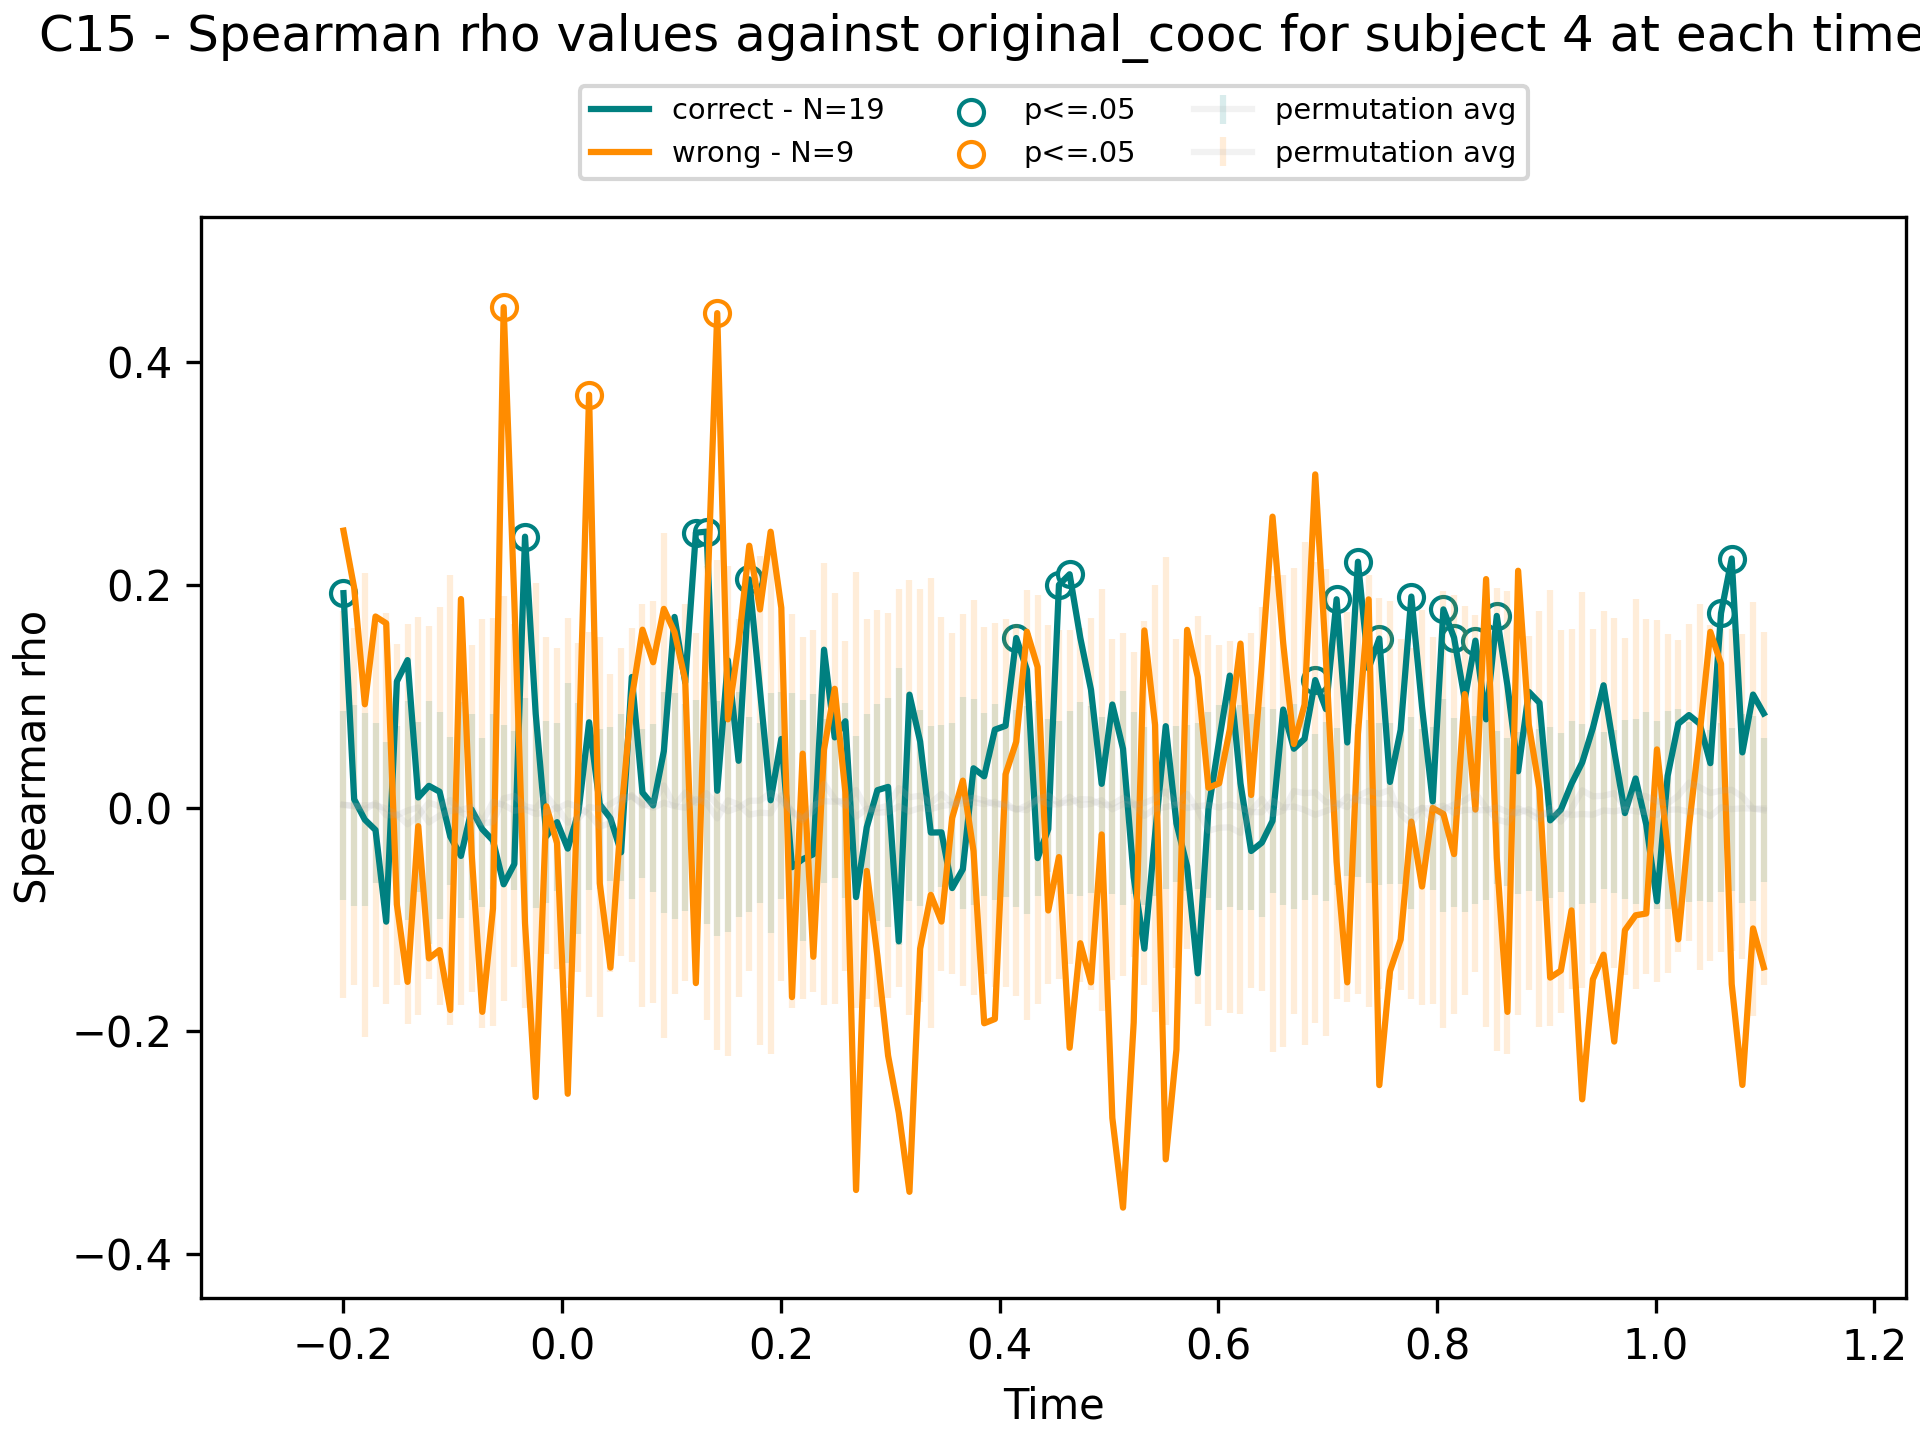 C15 - Spearman rho values against original_cooc for subject 4 at each time
correct - N=19
wrong - N=9
p<=.05
p<=.05
permutation avg
permutation avg
Spearman rho
0.4
0.2
0.0
−0.2
−0.4
−0.2
0.0
0.2
0.4
0.6
0.8
1.0
1.2
Time